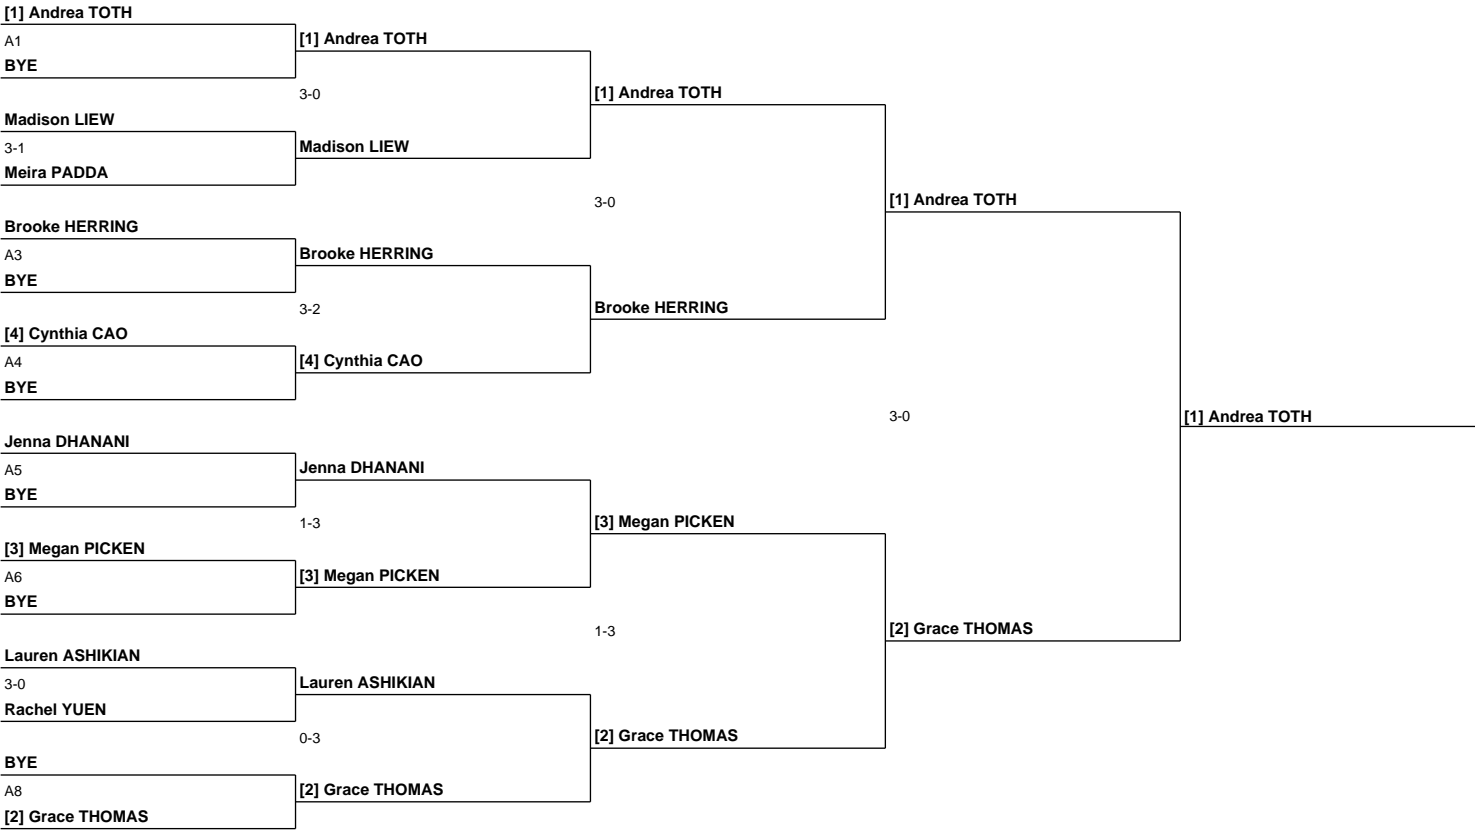 [1] Andrea TOTH
A1
BYE
Madison LIEW
3-1
Meira PADDA
Brooke HERRING
A3
BYE
[4] Cynthia CAO
A4
BYE
Jenna DHANANI
A5
BYE
[3] Megan PICKEN
A6
BYE
Lauren ASHIKIAN
3-0
Rachel YUEN
BYE
A8
[2] Grace THOMAS
[1] Andrea TOTH
3-0
Madison LIEW
Brooke HERRING
3-2
[4] Cynthia CAO
Jenna DHANANI
1-3
[3] Megan PICKEN
Lauren ASHIKIAN
0-3
[2] Grace THOMAS
[1] Andrea TOTH
3-0
Brooke HERRING
[3] Megan PICKEN
1-3
[2] Grace THOMAS
[1] Andrea TOTH
3-0
[2] Grace THOMAS
[1] Andrea TOTH